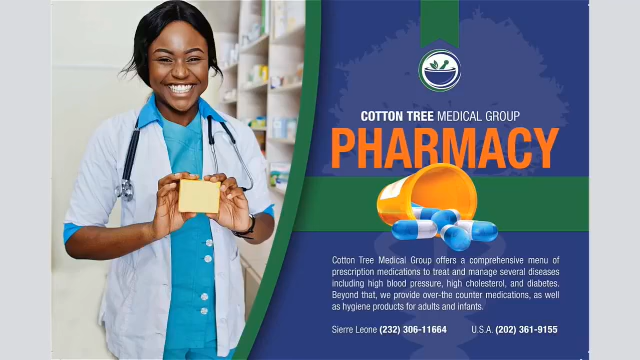 COTTON TREE MEDICAL GROUP
PHARMACY
Cotton Tree Medical Group offers a comprehensive menu of
prescription medications to treat and manage several diseases
including high blood pressure, high cholesterol, and diabetes.
Beyond that, we provide over-the counter medications, as well
as hygiene products for adults and infants.
Sierre Leone (232) 306-11664 U.S.A. (202) 361-9155